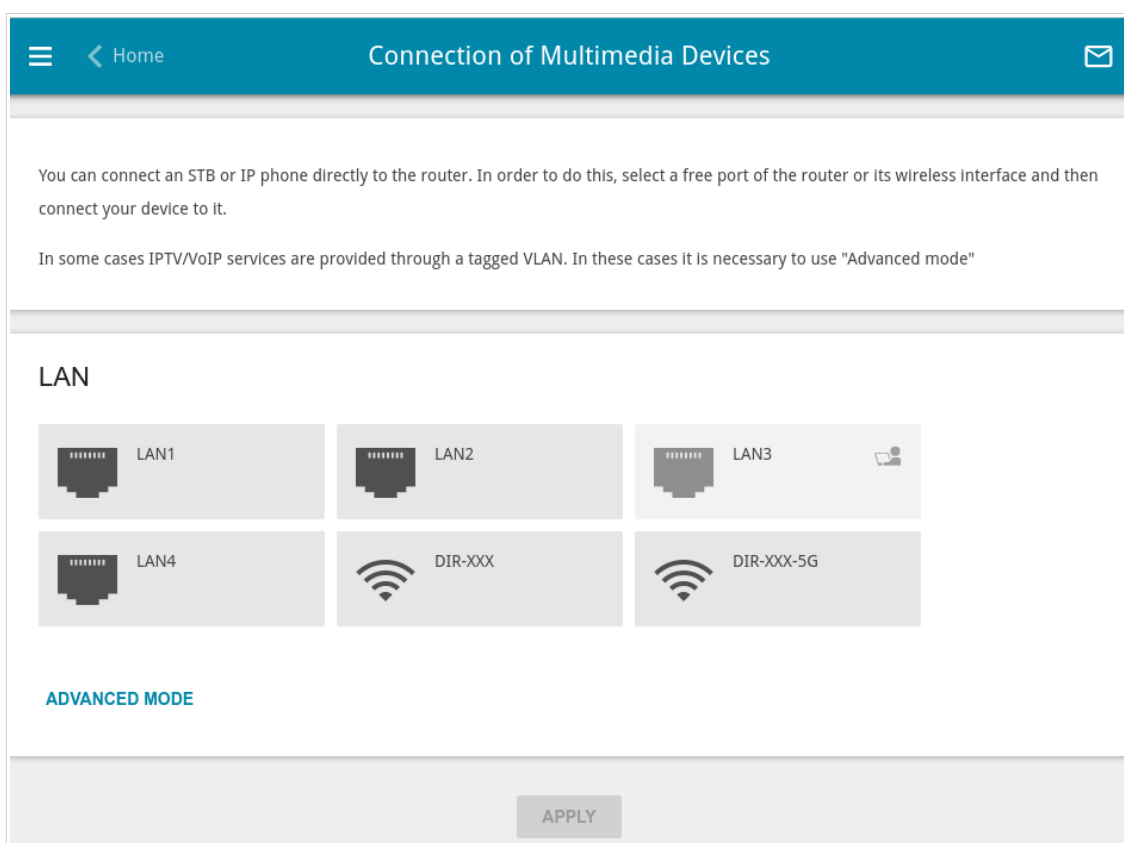 Home
Connection of Multimedia Devices
You can connect an STB or IP phone directly to the router. In order to do this, select a free port of the router or its wireless interface and then
connect your device to it.
In some cases IPTV/VoIP services are provided through a tagged VLAN. In these cases it is necessary to use "Advanced mode"
LAN
LAN1
LAN2
LAN3
LAN4
DIR-XXX
DIR-XXX-5G
ADVANCED MODE
APPLY